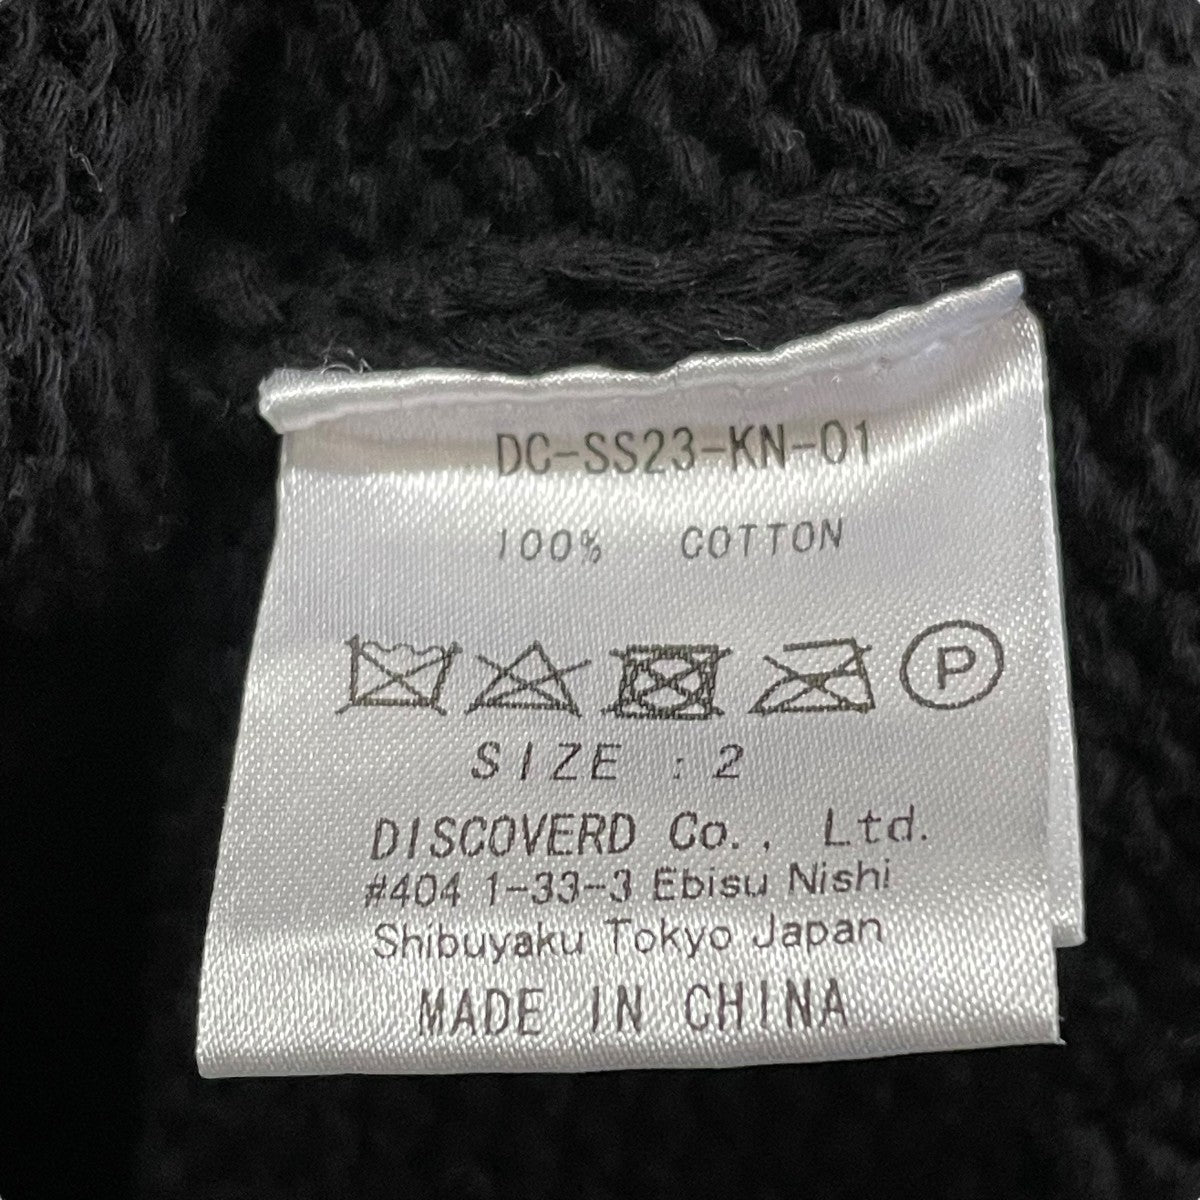 DC-SS23-KN-01
100% COTTON
P
SIZE : 2
DISCOVERD Co., Ltd.
#404 1-33-3 Ebisu Nishi
Shibuyaku Tokyo Japan
MADE IN CHINA